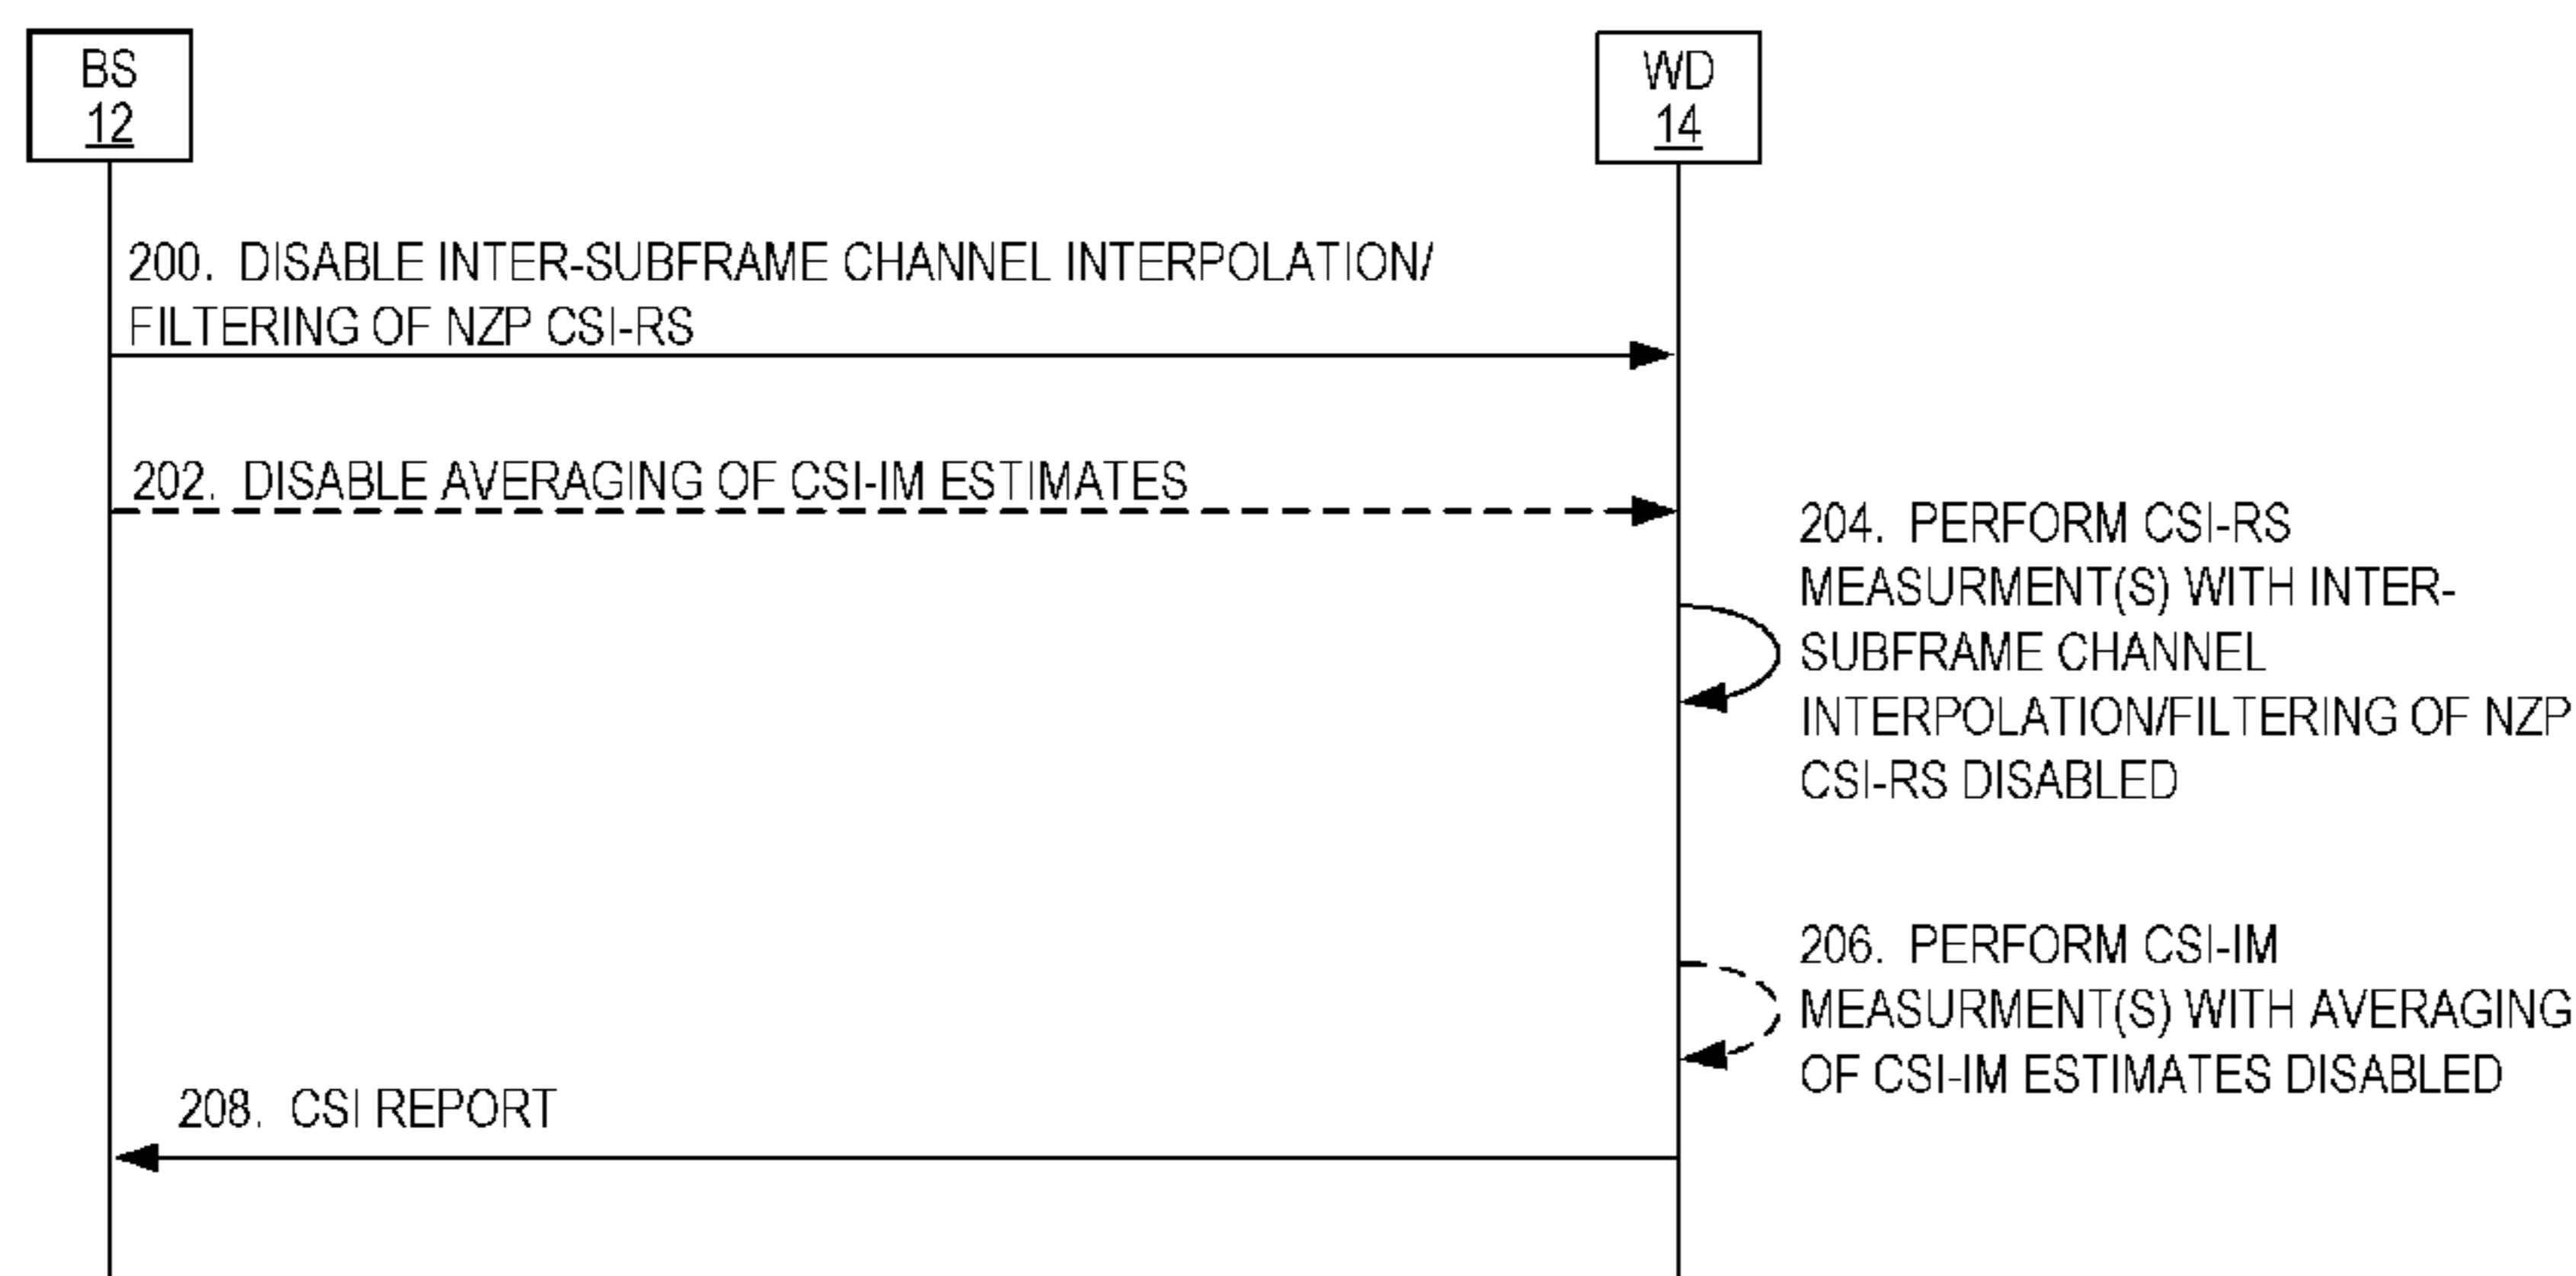 BS
12
WD
14
200. DISABLE INTER-SUBFRAME CHANNEL INTERPOLATION/
FILTERING OF NZP CSI-RS
202. DISABLE AVERAGING OF CSI-IM ESTIMATES
204. PERFORM CSI-RS
MEASURMENT(S) WITH INTER-
SUBFRAME CHANNEL
INTERPOLATION/FILTERING OF NZP
CSI-RS DISABLED
206. PERFORM CSI-IM
MEASURMENT(S) WITH AVERAGING
OF CSI-IM ESTIMATES DISABLED
208. CSI REPORT